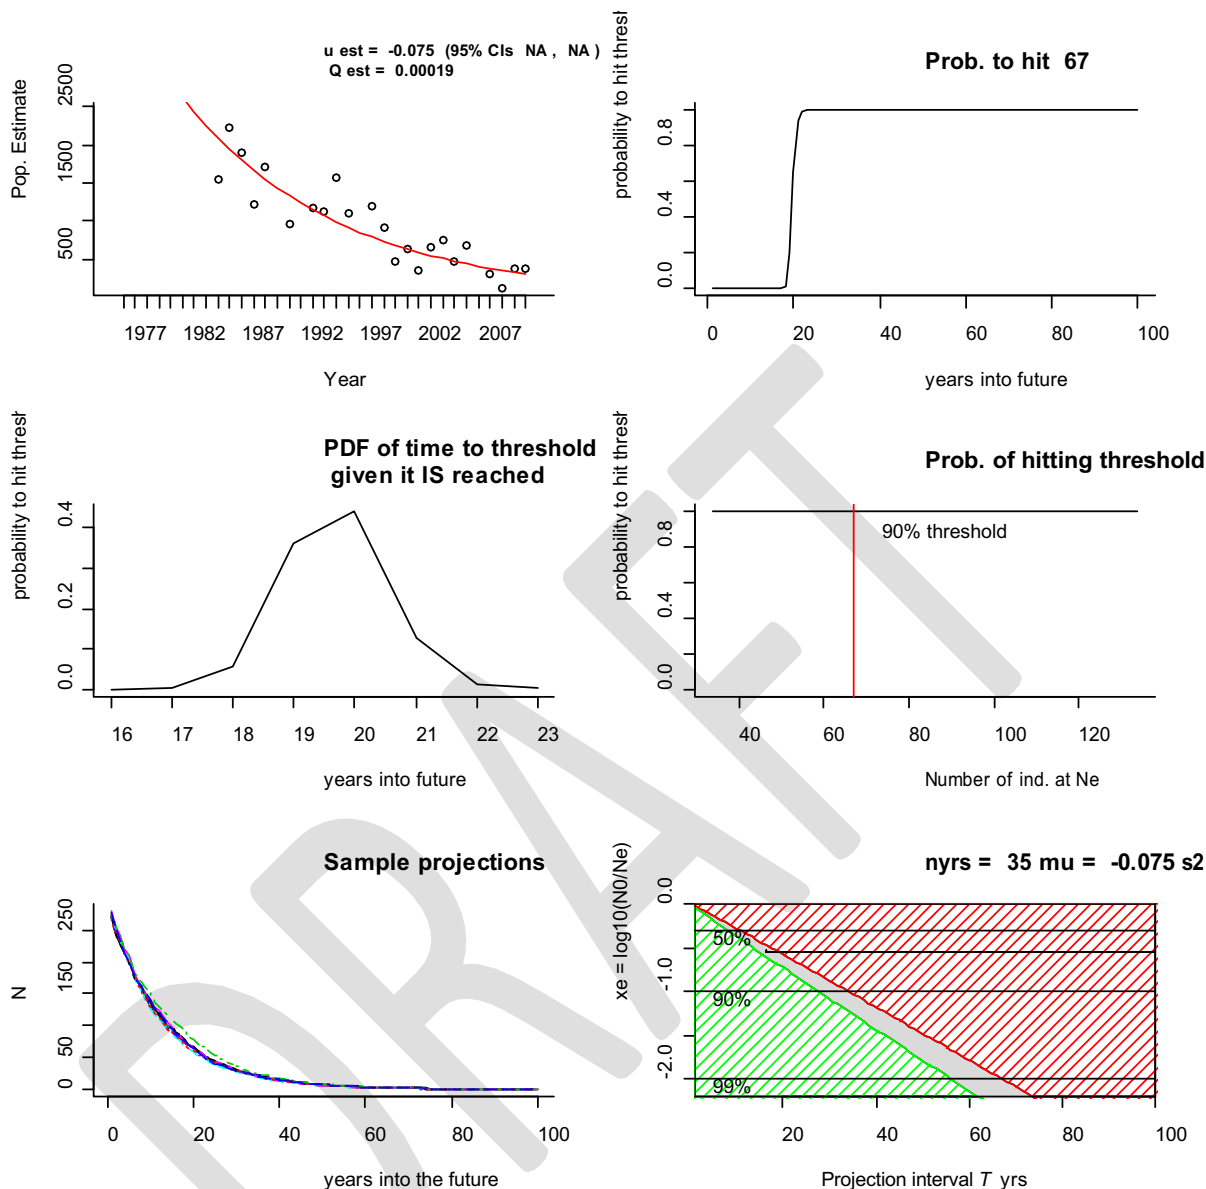 u est = -0.075 (95% CIs NA , NA )
Q est = 0.00019
Pop. Estimate
500 1500 2500
1977 1982 1987 1992 1997 2002 2007
Year
Prob. to hit 67
probability to hit thresh
0.0 0.4 0.8
0 20 40 60 80 100
years into future
PDF of time to threshold
given it IS reached
probability to hit thresh
0.0 0.2 0.4
16 17 18 19 20 21 22 23
years into future
Prob. of hitting threshold
probability to hit thresh
0.0 0.4 0.8
90% threshold
40 60 80 100 120
Number of ind. at Ne
Sample projections
N
0 50 150 250
0 20 40 60 80 100
years into the future
nyrs = 35 mu = -0.075 s2
xe = log10(N0/Ne)
-2.0 -1.0 0.0
50%
90%
99%
20 40 60 80 100
Projection interval T yrs
DRAFT